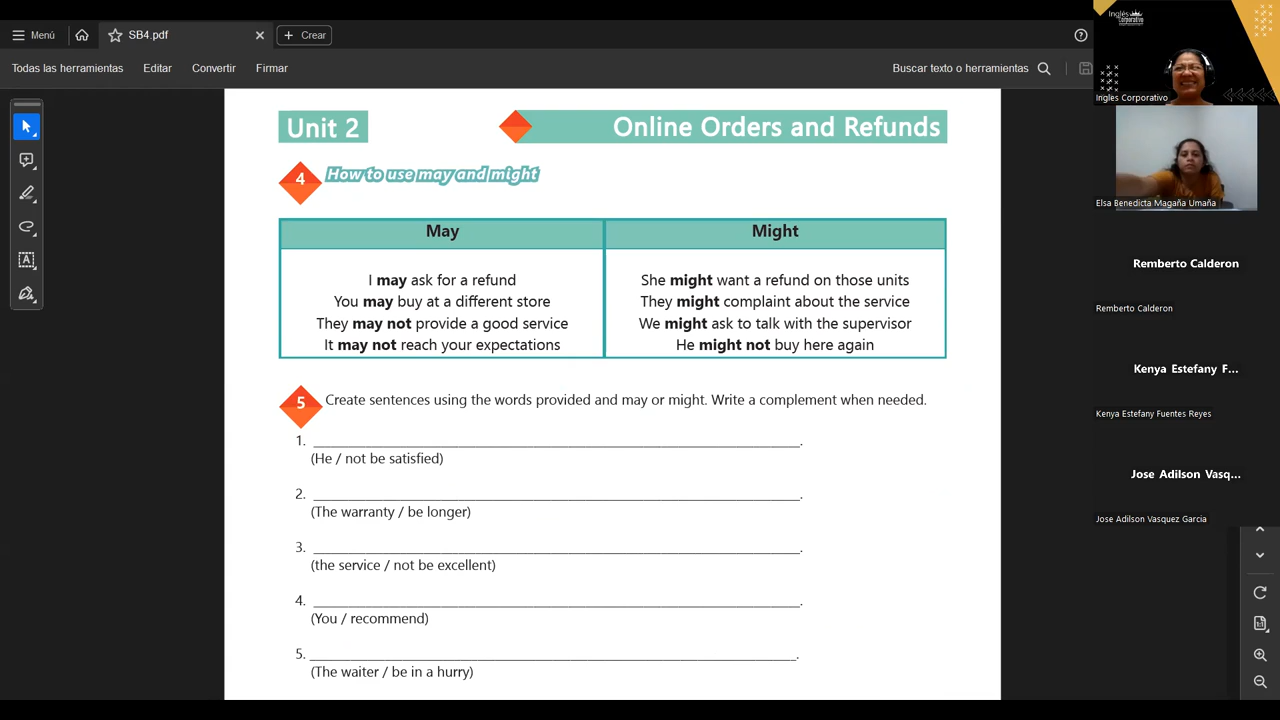 Menú
SB4.pdf
Crear
Todas las herramientas
Editar
Convertir
Firmar
Buscar texto o herramientas
Unit 2
Online Orders and Refunds
4
How to use may and might
May
Might
I may ask for a refund
You may buy at a different store
They may not provide a good service
It may not reach your expectations
She might want a refund on those units
They might complaint about the service
We might ask to talk with the supervisor
He might not buy here again
5
Create sentences using the words provided and may or might. Write a complement when needed.
1. ______________________________.
(He / not be satisfied)
2. ______________________________.
(The warranty / be longer)
3. ______________________________.
(the service / not be excellent)
4. ______________________________.
(You / recommend)
5. ______________________________.
(The waiter / be in a hurry)
Inglés
Corporativo
Ingles Corporativo
Elsa Benedicta Magaña Umaña
Remberto Calderon
Remberto Calderon
Kenya Estefany F...
Kenya Estefany Fuentes Reyes
Jose Adilson Vasq...
Jose Adilson Vasquez Garcia